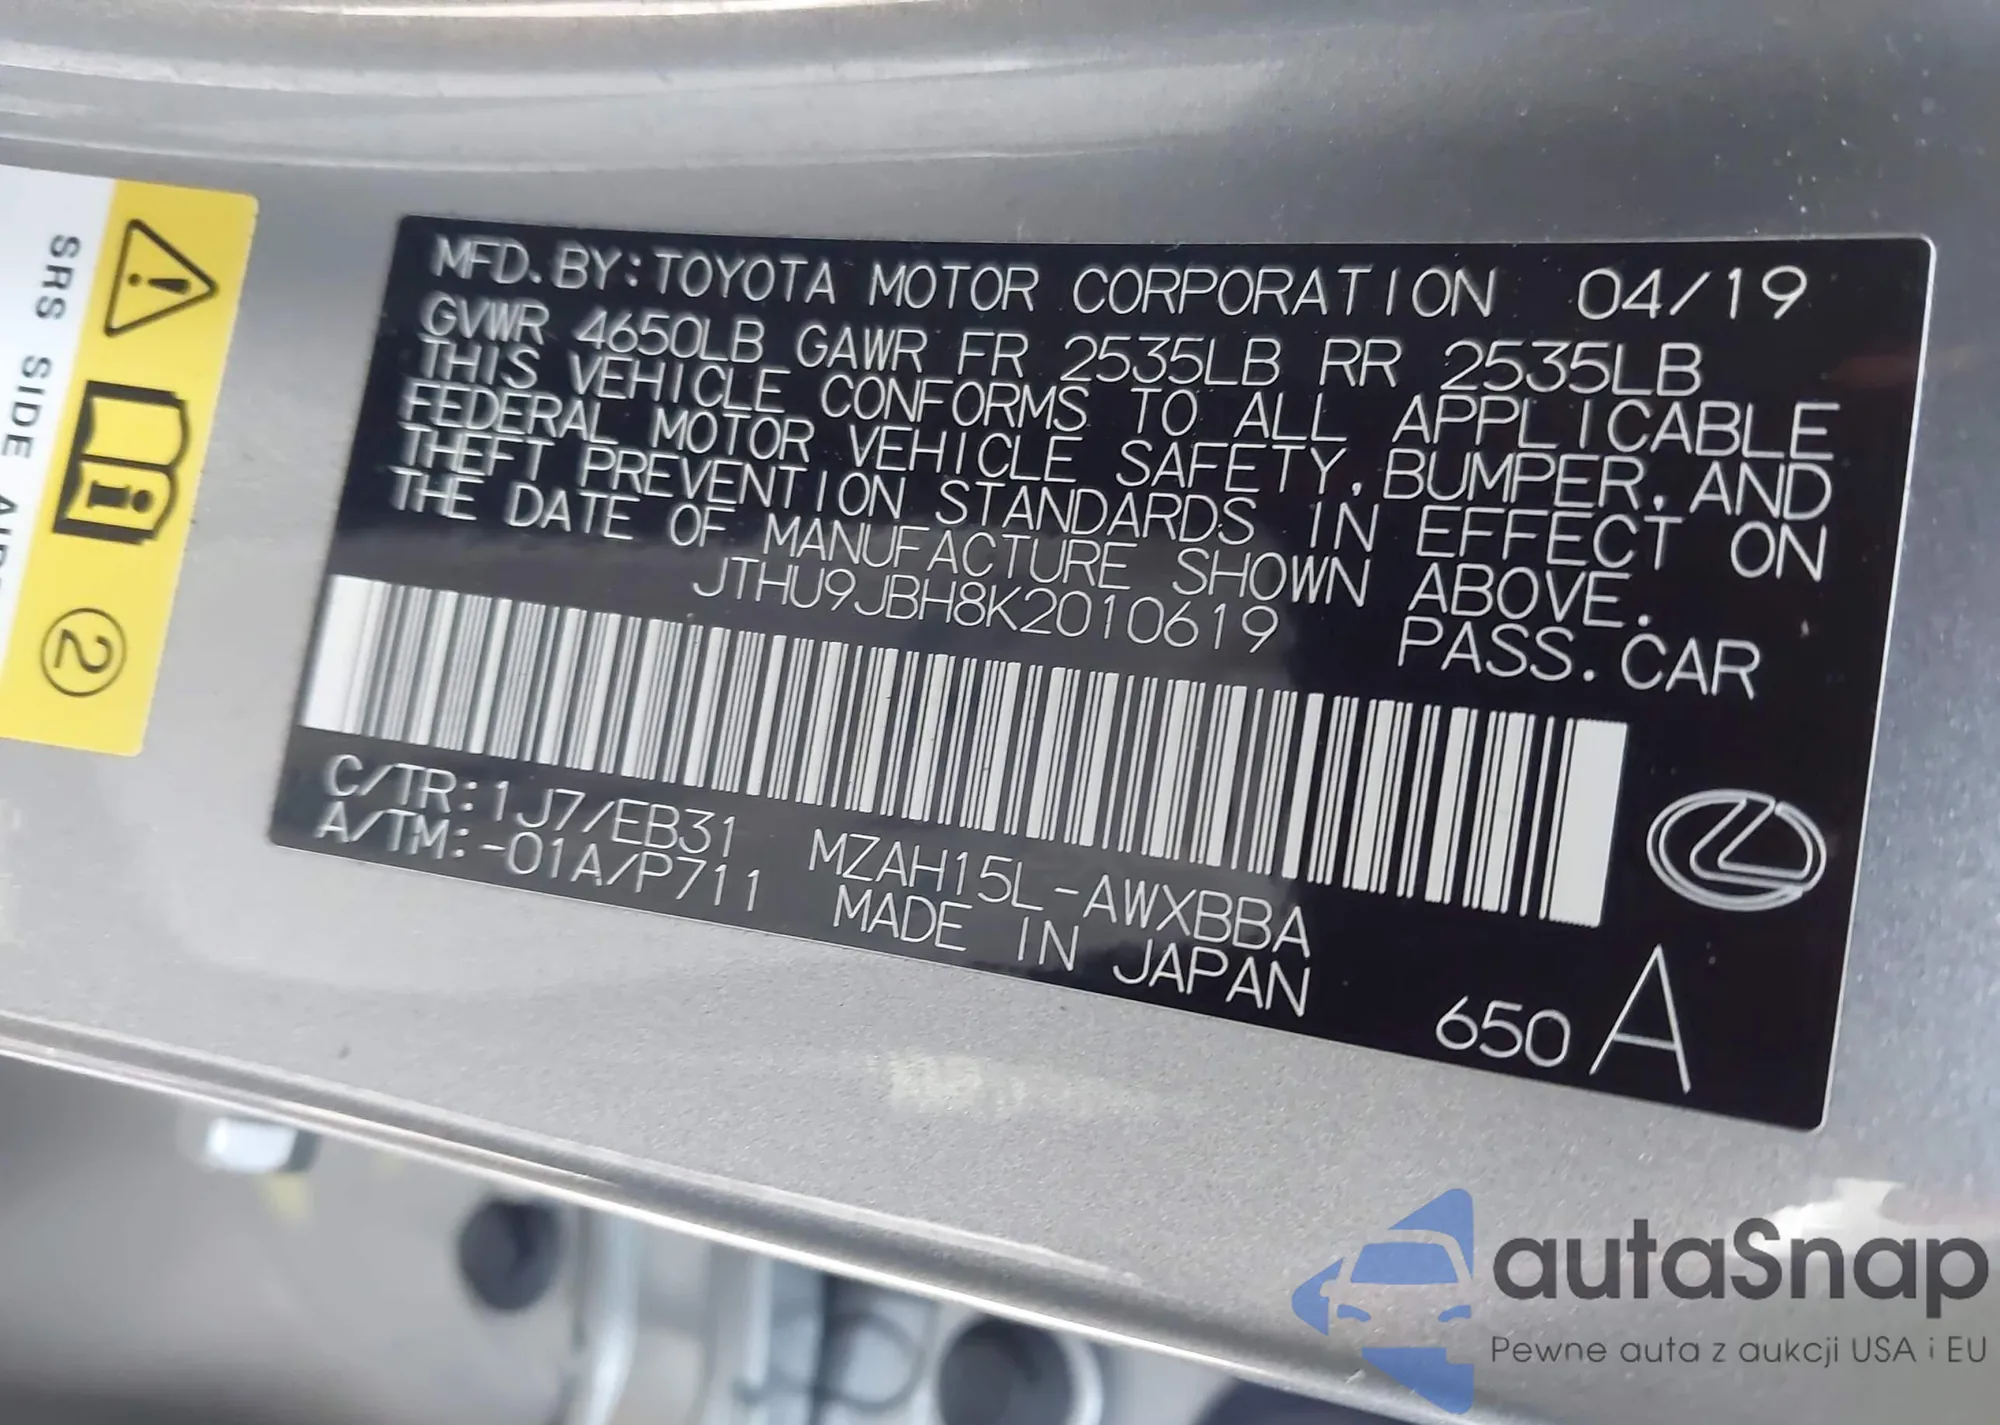 MFD. BY: TOYOTA MOTOR CORPORATION 04/19
GVWR 4650LB GAWR FR 2535LB RR 2535LB
THIS VEHICLE CONFORMS TO ALL APPLICABLE
FEDERAL MOTOR VEHICLE SAFETY, BUMPER, AND
THEFT PREVENTION STANDARDS IN EFFECT ON
THE DATE OF MANUFACTURE SHOWN ABOVE.
JTHU9JBH8K2010619 PASS. CAR
C/TR: 1J7/EB31 MZAH15L-AWXBBA
A/TM: -01A/P711 MADE IN JAPAN
650 A
SRS SIDE
2
autaSnap
Pewne auta z aukcji USA i EU